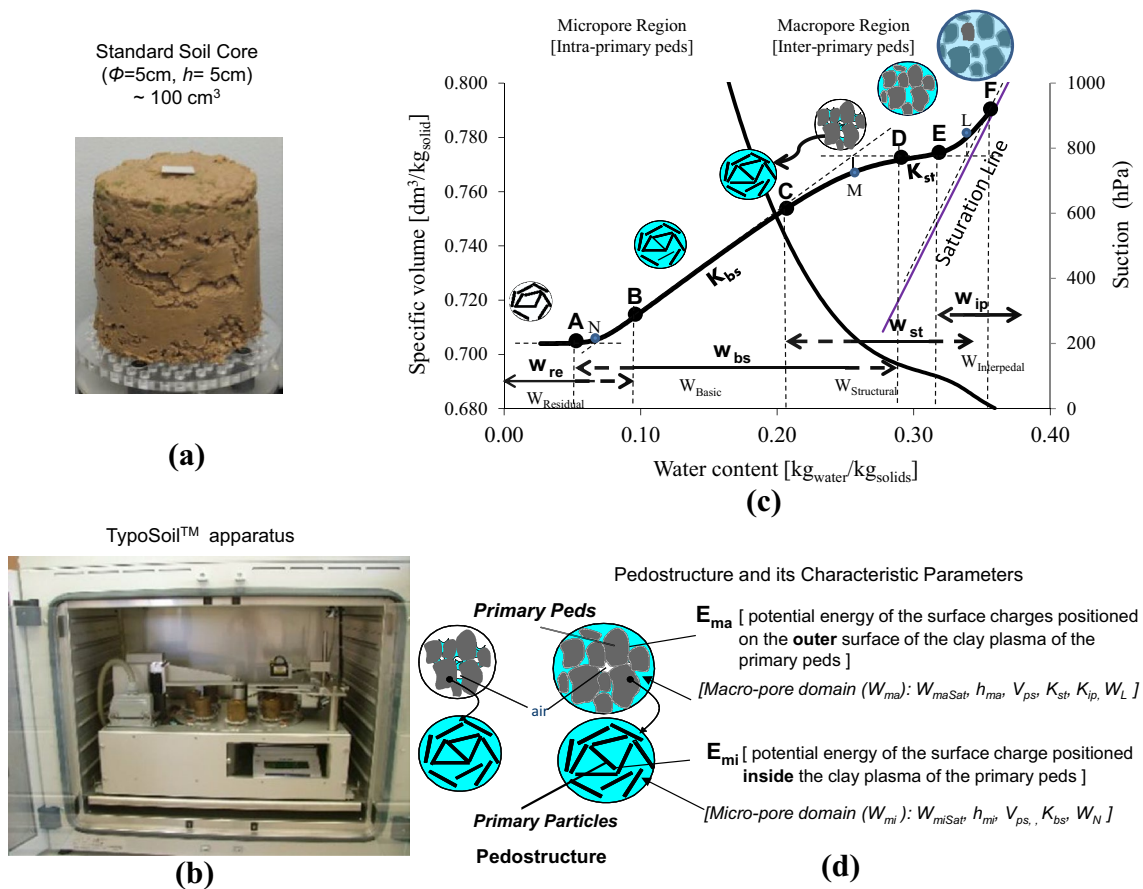 Standard Soil Core
(Φ=5cm, h= 5cm)
~ 100 cm³
(a)
Micropore Region
[Intra-primary peds]
Macropore Region
[Inter-primary peds]
Specific volume [dm³/kg_solid]
0.800
0.780
0.760
0.740
0.720
0.700
0.680
0.00
0.10
0.20
0.30
0.40
Water content [kg_water/kg_solids]
1000
800
600
400
200
0
Suction (hPa)
A
N
B
C
M
D
E
L
F
K_bs
K_st
Saturation Line
w_re
w_bs
w_st
w_ip
W_Residual
W_Basic
W_Structural
W_Interpedal
(c)
TypoSoil™ apparatus
(b)
Pedostructure and its Characteristic Parameters
Primary Peds
air
Primary Particles
Pedostructure
E_ma [ potential energy of the surface charges positioned
on the outer surface of the clay plasma of the
primary peds ]
[Macro-pore domain (W_ma): W_maSat, h_ma, V_ps, K_st, K_ip, W_L ]
E_mi [ potential energy of the surface charge positioned
inside the clay plasma of the primary peds ]
[Micro-pore domain (W_mi ): W_miSat, h_mi, V_ps, , K_bs, W_N ]
(d)